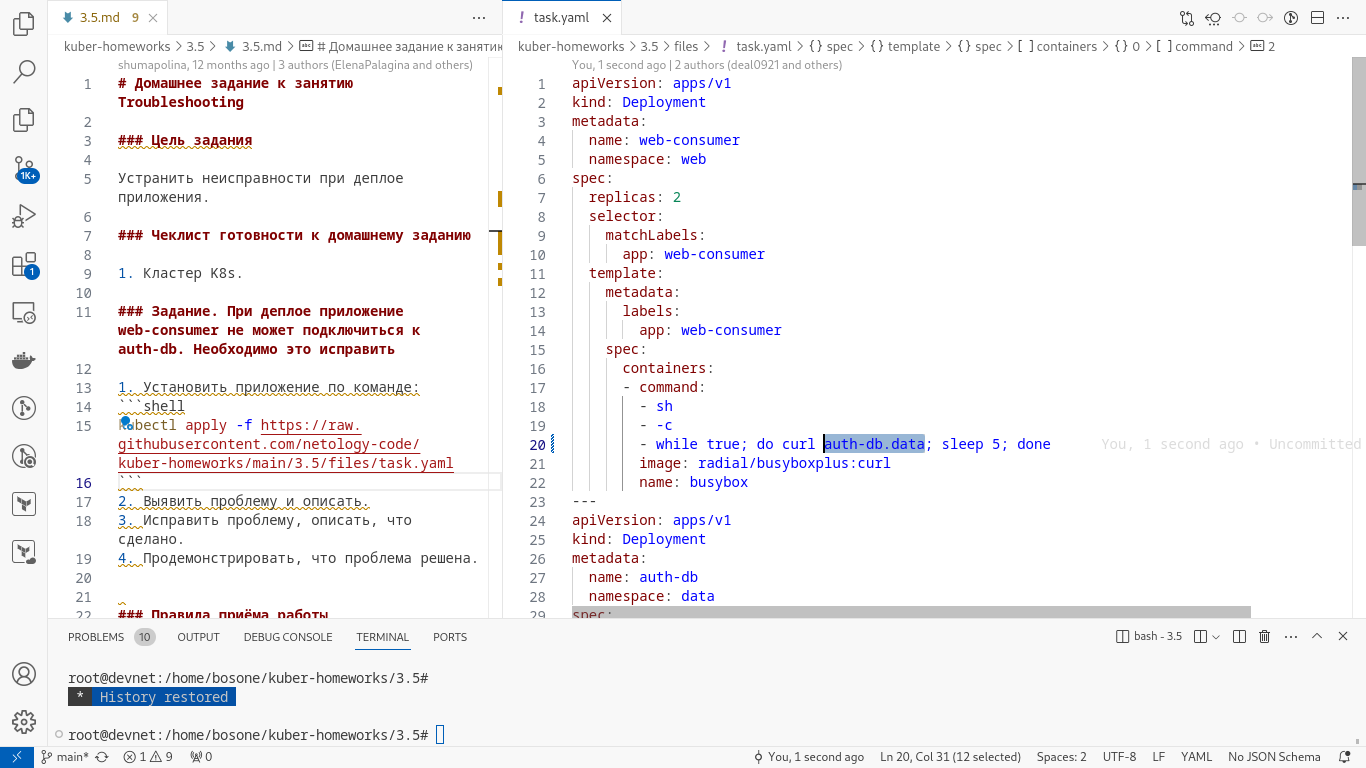 3.5.md 9
task.yaml
kuber-homeworks > 3.5 > 3.5.md > # Домашнее задание к занятию
kuber-homeworks > 3.5 > files > ! task.yaml > {} spec > {} template > {} spec > [ ] containers > {} 0 > [ ] command > 2
shumapolina, 12 months ago | 3 authors (ElenaPalagina and others)
1 # Домашнее задание к занятию
Troubleshooting
2
3 ### Цель задания
4
5 Устранить неисправности при деплое
приложения.
6
7 ### Чеклист готовности к домашнему заданию
8
9 1. Кластер K8s.
10
11 ### Задание. При деплое приложение
web-consumer не может подключиться к
auth-db. Необходимо это исправить
12
13 1. Установить приложение по команде:
14 ```shell
15 kubectl apply -f https://raw.
githubusercontent.com/netology-code/
kuber-homeworks/main/3.5/files/task.yaml
16 ```
17 2. Выявить проблему и описать.
18 3. Исправить проблему, описать, что
сделано.
19 4. Продемонстрировать, что проблема решена.
20
21
22 ### Правила приёма работы
You, 1 second ago | 2 authors (deal0921 and others)
1 apiVersion: apps/v1
2 kind: Deployment
3 metadata:
4 name: web-consumer
5 namespace: web
6 spec:
7 replicas: 2
8 selector:
9 matchLabels:
10 app: web-consumer
11 template:
12 metadata:
13 labels:
14 app: web-consumer
15 spec:
16 containers:
17 - command:
18 - sh
19 - -c
20 - while true; do curl auth-db.data; sleep 5; done You, 1 second ago • Uncommitted
21 image: radial/busyboxplus:curl
22 name: busybox
23 ---
24 apiVersion: apps/v1
25 kind: Deployment
26 metadata:
27 name: auth-db
28 namespace: data
29 spec:
1K+
1
PROBLEMS 10 OUTPUT DEBUG CONSOLE TERMINAL PORTS
bash - 3.5
root@devnet:/home/bosone/kuber-homeworks/3.5#
* History restored
root@devnet:/home/bosone/kuber-homeworks/3.5#
main* 1 9 0
You, 1 second ago Ln 20, Col 31 (12 selected) Spaces: 2 UTF-8 LF YAML No JSON Schema